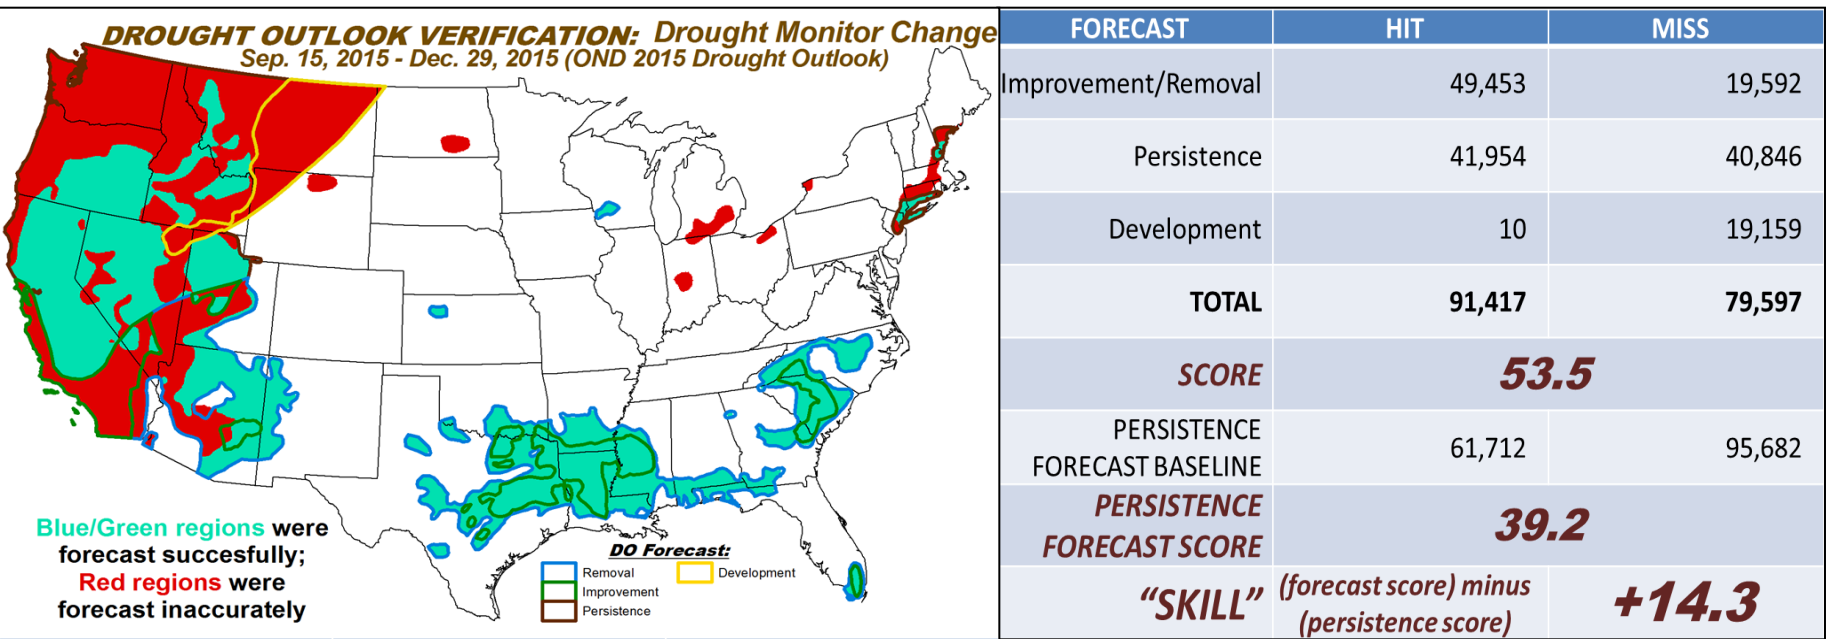 DROUGHT OUTLOOK VERIFICATION: Drought Monitor Change
Sep. 15, 2015 - Dec. 29, 2015 (OND 2015 Drought Outlook)
Blue/Green regions were
forecast succesfully;
Red regions were
forecast inaccurately
DO Forecast:
Removal
Development
Improvement
Persistence
FORECAST HIT MISS
Improvement/Removal 49,453 19,592
Persistence 41,954 40,846
Development 10 19,159
TOTAL 91,417 79,597
SCORE 53.5
PERSISTENCE
FORECAST BASELINE 61,712 95,682
PERSISTENCE
FORECAST SCORE 39.2
"SKILL" (forecast score) minus
(persistence score) +14.3